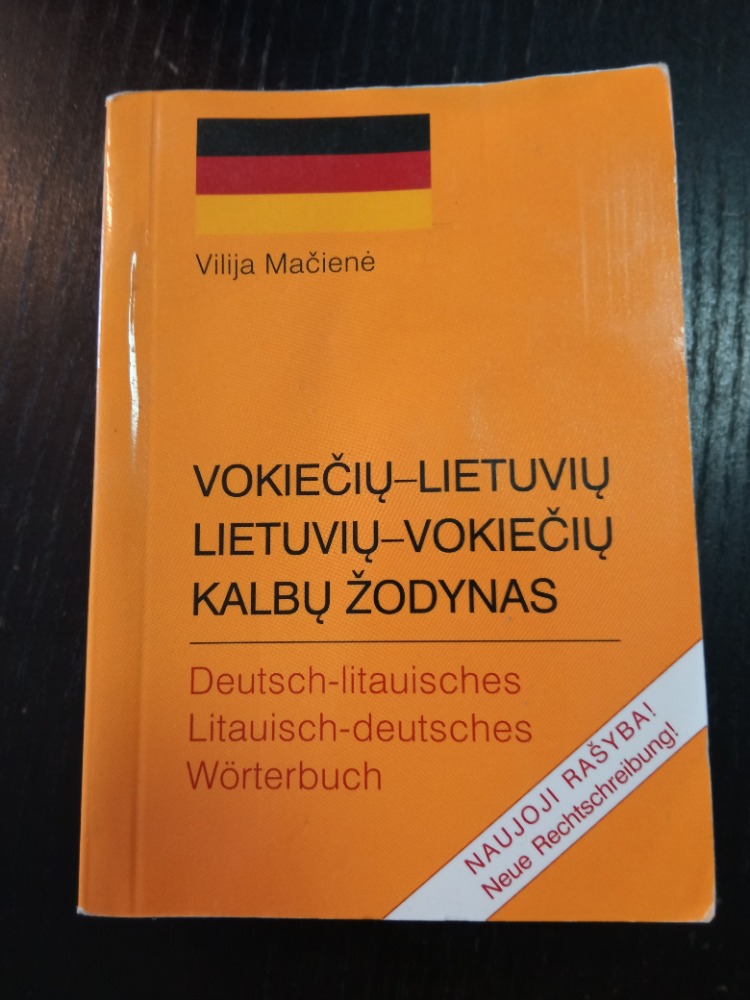 Vilija Mačienė
VOKIEČIŲ–LIETUVIŲ
LIETUVIŲ–VOKIEČIŲ
KALBŲ ŽODYNAS
Deutsch-litauisches
Litauisch-deutsches
Wörterbuch
NAUJOJI RAŠYBA!
Neue Rechtschreibung!